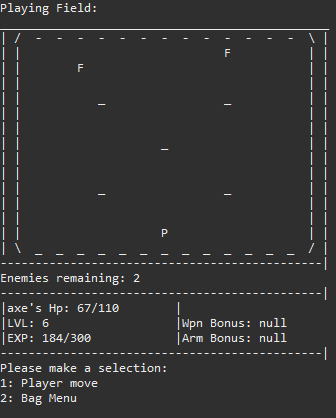 Playing Field:
_______________________________________________
| / - - - - - - - - - - - - - - \ |
| |                             F           | |
| |        F                                | |
| |                                         | |
| |           _                 _           | |
| |                                         | |
| |                                         | |
| |                    _                    | |
| |                                         | |
| |                                         | |
| |           _                 _           | |
| |                                         | |
| |                                         | |
| |                    P                    | |
| \ _ _ _ _ _ _ _ _ _ _ _ _ _ _ / |
----------------------------------------------|
Enemies remaining: 2
----------------------------------------------|
|axe's Hp: 67/110        |
|LVL: 6                  |Wpn Bonus: null
|EXP: 184/300            |Arm Bonus: null
----------------------------------------------|
Please make a selection:
1: Player move
2: Bag Menu